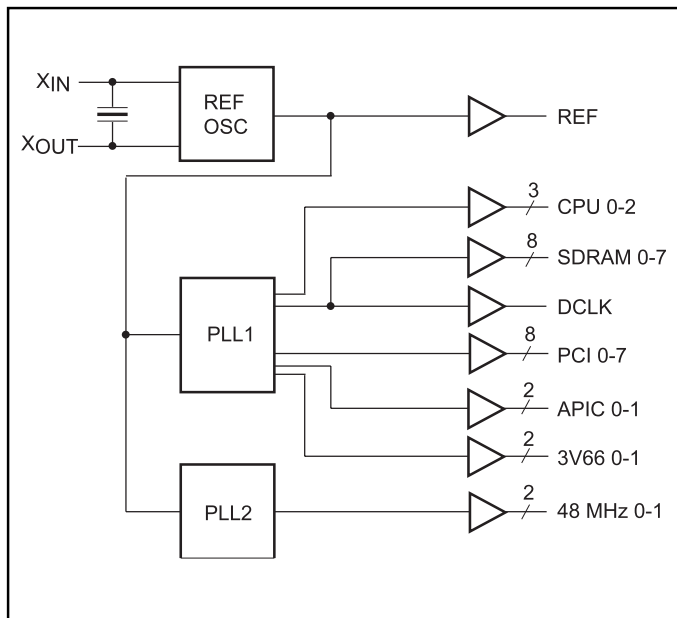 XIN
REF
OSC
REF
XOUT
3
CPU 0-2
8
SDRAM 0-7
DCLK
PLL1
8
PCI 0-7
2
APIC 0-1
2
3V66 0-1
PLL2
2
48 MHz 0-1